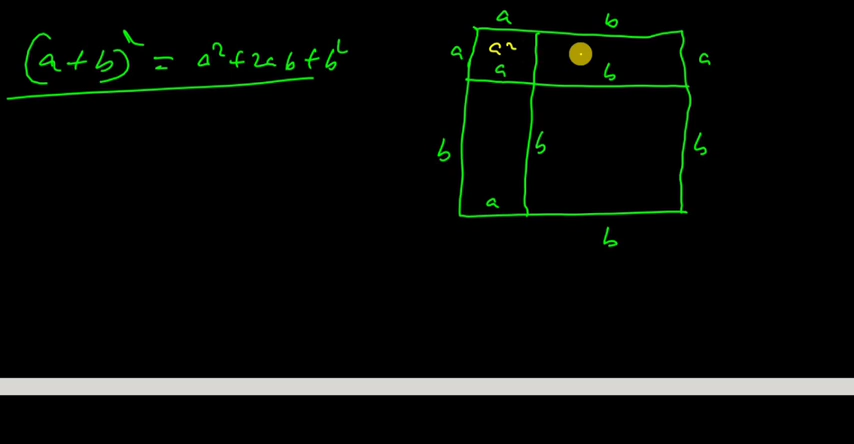 (a+b)² = a²+2ab+b²
a b
a a² a
a b
b b b
a
b